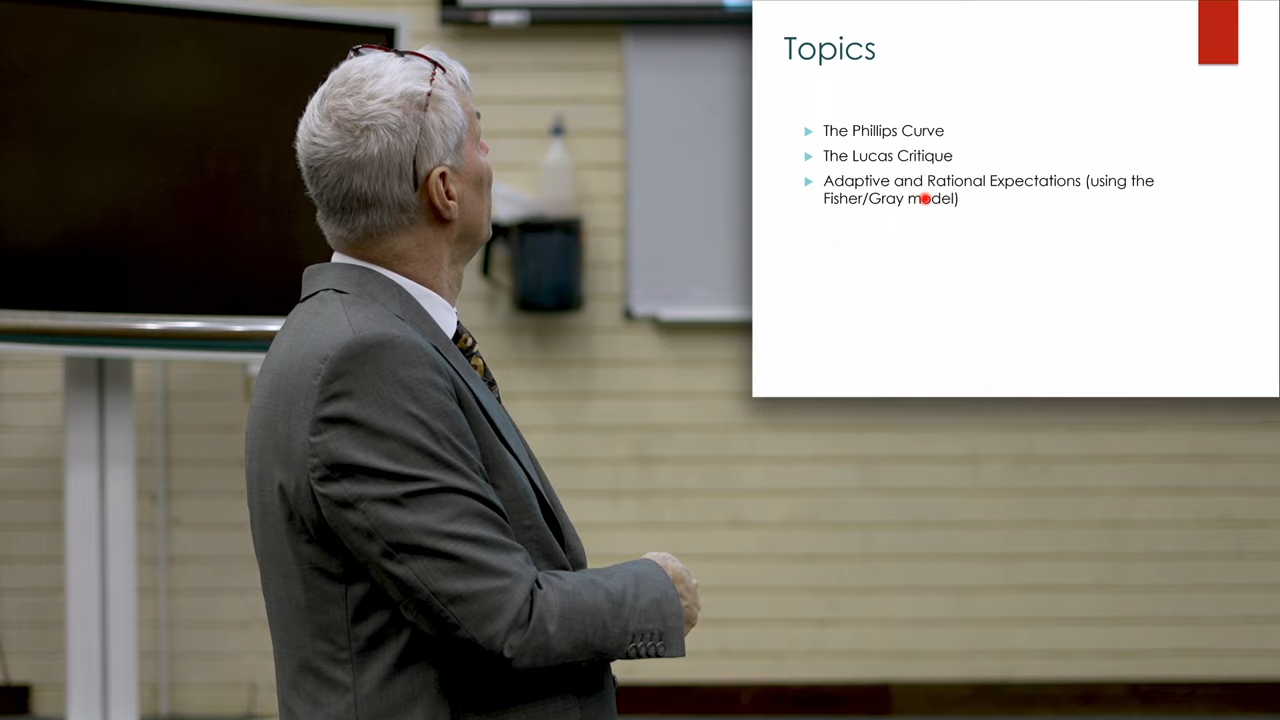 Topics
The Phillips Curve
The Lucas Critique
Adaptive and Rational Expectations (using the
Fisher/Gray model)